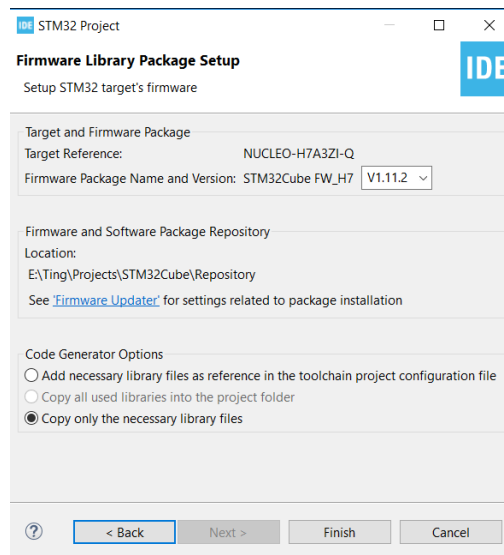 IDE STM32 Project
Firmware Library Package Setup
IDE
Setup STM32 target's firmware
Target and Firmware Package
Target Reference: NUCLEO-H7A3ZI-Q
Firmware Package Name and Version: STM32Cube FW_H7 V1.11.2
Firmware and Software Package Repository
Location:
E:\Ting\Projects\STM32Cube\Repository
See 'Firmware Updater' for settings related to package installation
Code Generator Options
Add necessary library files as reference in the toolchain project configuration file
Copy all used libraries into the project folder
Copy only the necessary library files
? < Back Next > Finish Cancel